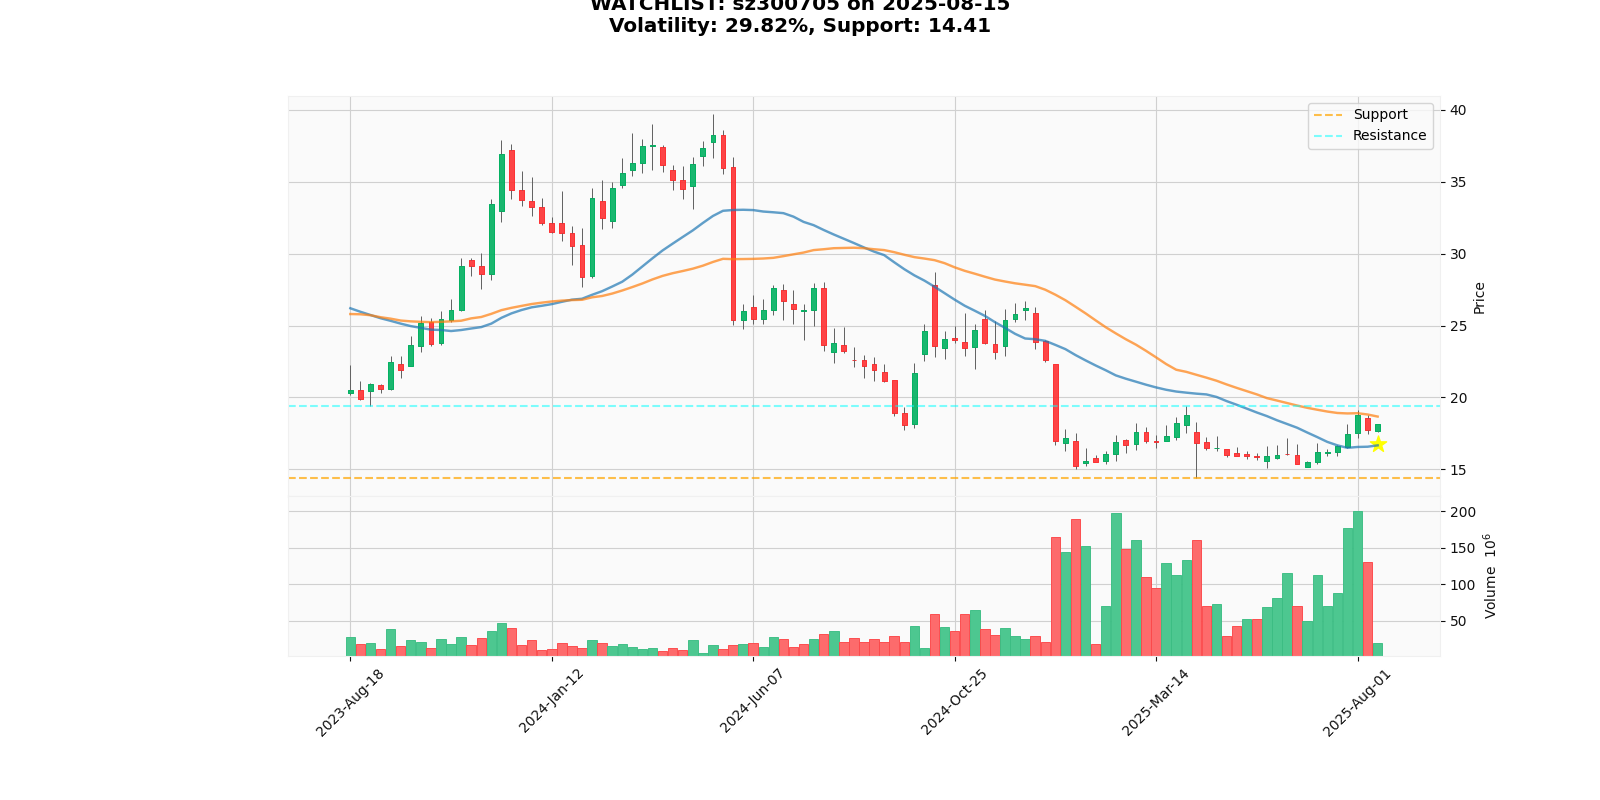 WATCHLIST: sz300705 on 2025-08-15
Volatility: 29.82%, Support: 14.41
Support
Resistance
40
35
30
25
20
15
Price
200
150
100
50
Volume 10^6
2023-Aug-18
2024-Jan-12
2024-Jun-07
2024-Oct-25
2025-Mar-14
2025-Aug-01